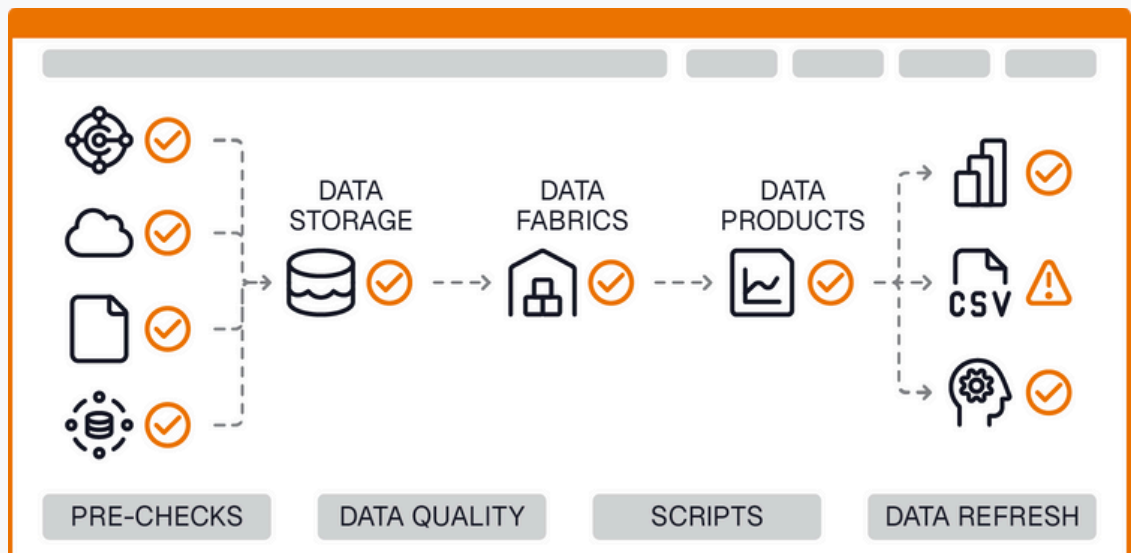 DATA
STORAGE
DATA
FABRICS
DATA
PRODUCTS
CSV
PRE-CHECKS
DATA QUALITY
SCRIPTS
DATA REFRESH